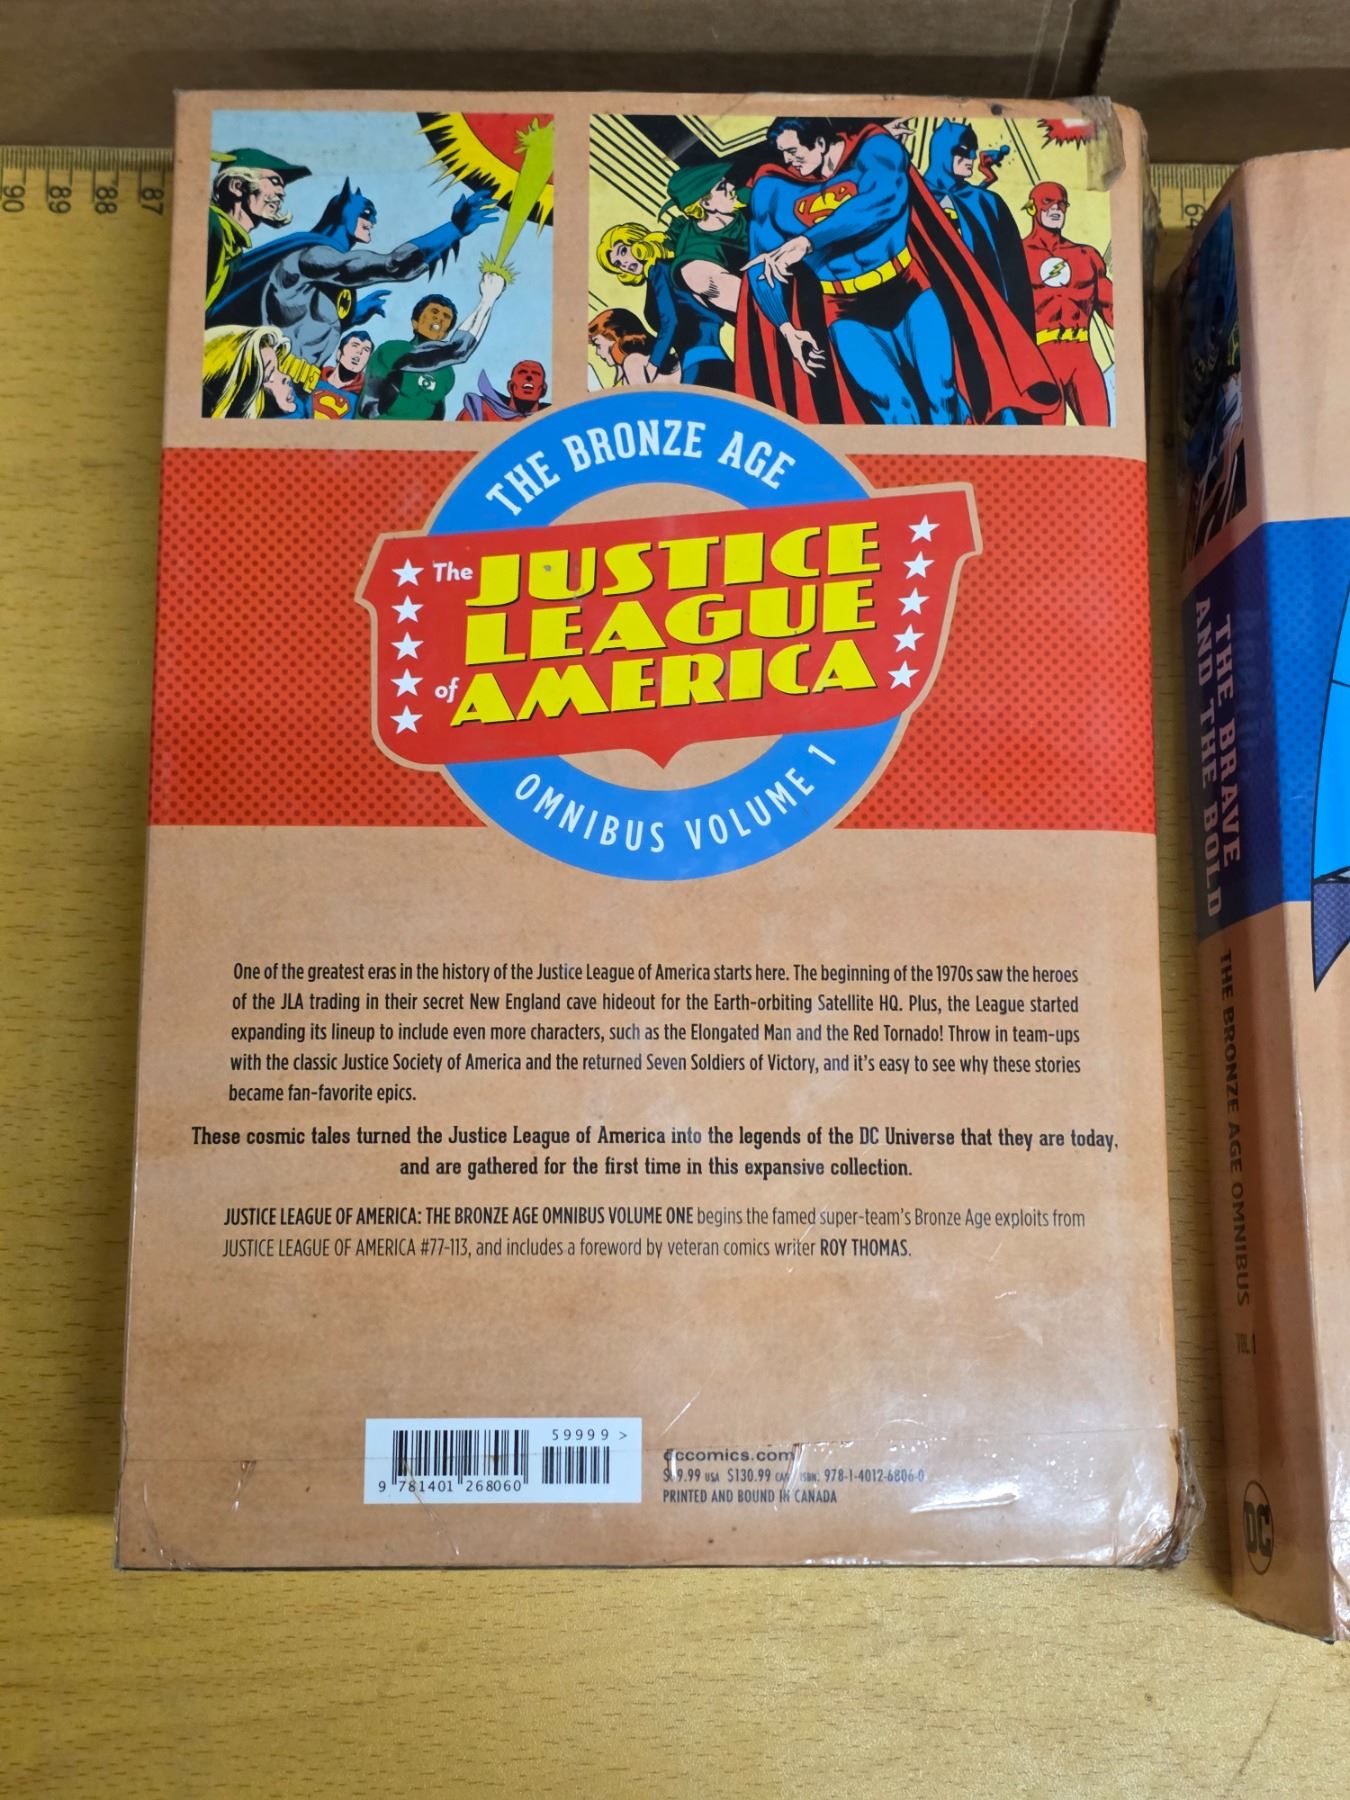 90
89
88
87
64
THE BRONZE AGE
The JUSTICE
LEAGUE
of AMERICA
OMNIBUS VOLUME 1
One of the greatest eras in the history of the Justice League of America starts here. The beginning of the 1970s saw the heroes
of the JLA trading in their secret New England cave hideout for the Earth-orbiting Satellite HQ. Plus, the League started
expanding its lineup to include even more characters, such as the Elongated Man and the Red Tornado! Throw in team-ups
with the classic Justice Society of America and the returned Seven Soldiers of Victory, and it's easy to see why these stories
became fan-favorite epics.
These cosmic tales turned the Justice League of America into the legends of the DC Universe that they are today,
and are gathered for the first time in this expansive collection.
JUSTICE LEAGUE OF AMERICA: THE BRONZE AGE OMNIBUS VOLUME ONE begins the famed super-team's Bronze Age exploits from
JUSTICE LEAGUE OF AMERICA #77-113, and includes a foreword by veteran comics writer ROY THOMAS.
59999 >
9 781401 268060
dccomics.com
USA $130.99 CAN ISBN: 978-1-4012-6806-0
PRINTED AND BOUND IN CANADA
THE BRAVE
AND THE BOLD
THE BRONZE AGE OMNIBUS
VOL.1
DC